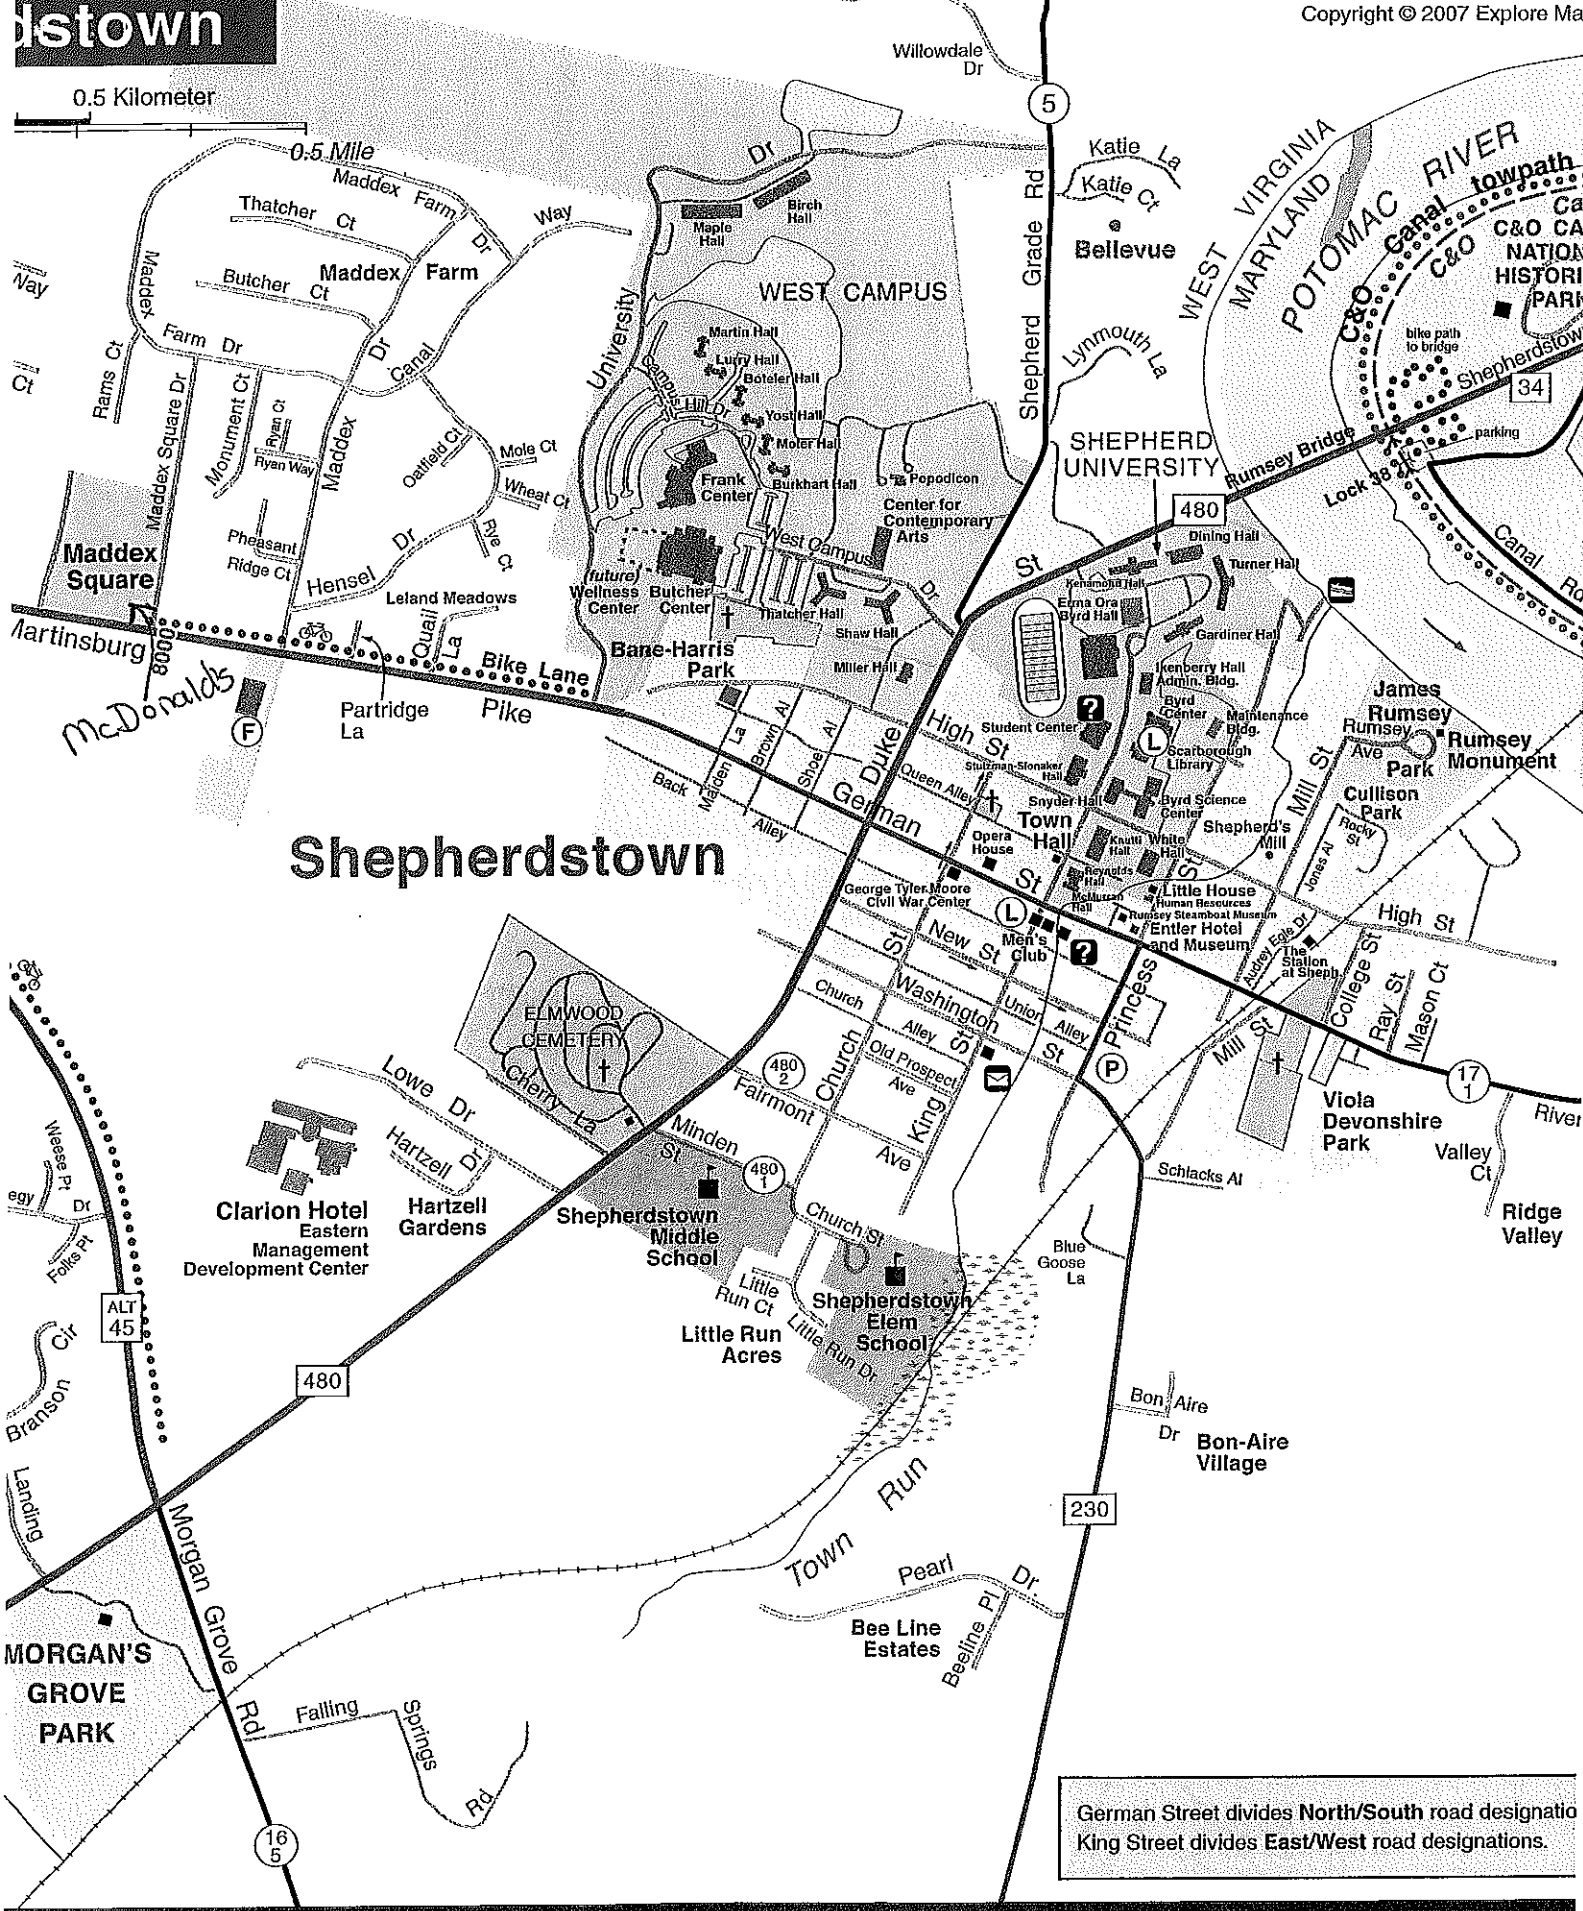 dstown
Copyright © 2007 Explore Ma
0.5 Kilometer
0.5 Mile
Willowdale
Dr
5
Katie La
Katie Ct
Bellevue
Shepherd Grade Rd
Lynmouth La
WEST VIRGINIA
MARYLAND
POTOMAC RIVER
towpath
C&O Canal
C&O
Ca
C&O CA
NATION
HISTORI
PARK
bike path
to bridge
Shepherdstow
34
parking
Rumsey Bridge
Lock 38
Canal Rd
480
SHEPHERD
UNIVERSITY
Maddex Farm Dr
Thatcher Ct
Butcher Ct
Maddex Farm
Way
Maddex
Farm Dr
Dr
Canal
Way
Ct
Rams Ct
Maddex Square Dr
Monument Ct
Ryan Ct
Ryan Way
Maddex
Oatfield Ct
Mole Ct
Wheat Ct
Rye Ct
Pheasant
Ridge Ct
Hensel Dr
Leland Meadows
Quail La
Maddex
Square
Martinsburg Pike
8000
McDonalds
F
Partridge
La
Bike Lane
University Dr
Maple
Hall
Birch
Hall
WEST CAMPUS
Martin Hall
Lurry Hall
Boteler Hall
Yost Hall
Moler Hall
Burkhart Hall
Campus Hill Dr
Frank
Center
Popodicon
Center for
Contemporary
Arts
West Campus Dr
(future)
Wellness
Center
Butcher
Center
Thatcher Hall
Shaw Hall
Miller Hall
Bane-Harris
Park
Dining Hall
Turner Hall
Kenamond Hall
Erma Ora
Byrd Hall
Gardiner Hall
Ikenberry Hall
Admin. Bldg.
Byrd
Center
Maintenance
Bldg.
?
Student Center
L
Scarborough
Library
Stutzman-Slonaker
Hall
Snyder Hall
Byrd Science
Center
Town
Hall
Knutti
Hall
White
Hall
Reynolds
Hall
McMurran
Hall
Shepherd's
Mill
Little House
Human Resources
Rumsey Steamboat Museum
Entler Hotel
and Museum
St
High St
Queen Alley
Duke
German St
Back Alley
Maiden La
Brown Al
Shoe Al
Opera
House
George Tyler Moore
Civil War Center
L
Men's
Club
?
New St
Washington St
Union Alley
Church Alley
Old Prospect
Ave
Church St
King St
Princess St
P
Mill St
James
Rumsey
Park
Rumsey
Ave
Rumsey
Monument
Cullison
Park
Rocky
St
Jones Al
High St
Audrey Egle Dr
The
Station
at Sheph.
College St
Ray St
Mason Ct
Mill St
17
1
River
Viola
Devonshire
Park
Valley
Ct
Ridge
Valley
Schlacks Al
Blue
Goose
La
Shepherdstown
ELMWOOD
CEMETERY
Cherry La
Lowe Dr
Hartzell Dr
Hartzell
Gardens
Clarion Hotel
Eastern
Management
Development Center
480
2
Fairmont Ave
Minden
St
480
1
Shepherdstown
Middle
School
Church St
Little
Run Ct
Little Run Dr
Little Run
Acres
Shepherdstown
Elem
School
Weese Pt
egy Dr
Folks Pt
ALT
45
Branson Cir
Landing
480
Bon Aire
Dr
Bon-Aire
Village
230
Town Run
Pearl Dr.
Beeline Pl
Bee Line
Estates
Morgan Grove Rd
MORGAN'S
GROVE
PARK
Falling Springs Rd
16
5
German Street divides North/South road designatio
King Street divides East/West road designations.